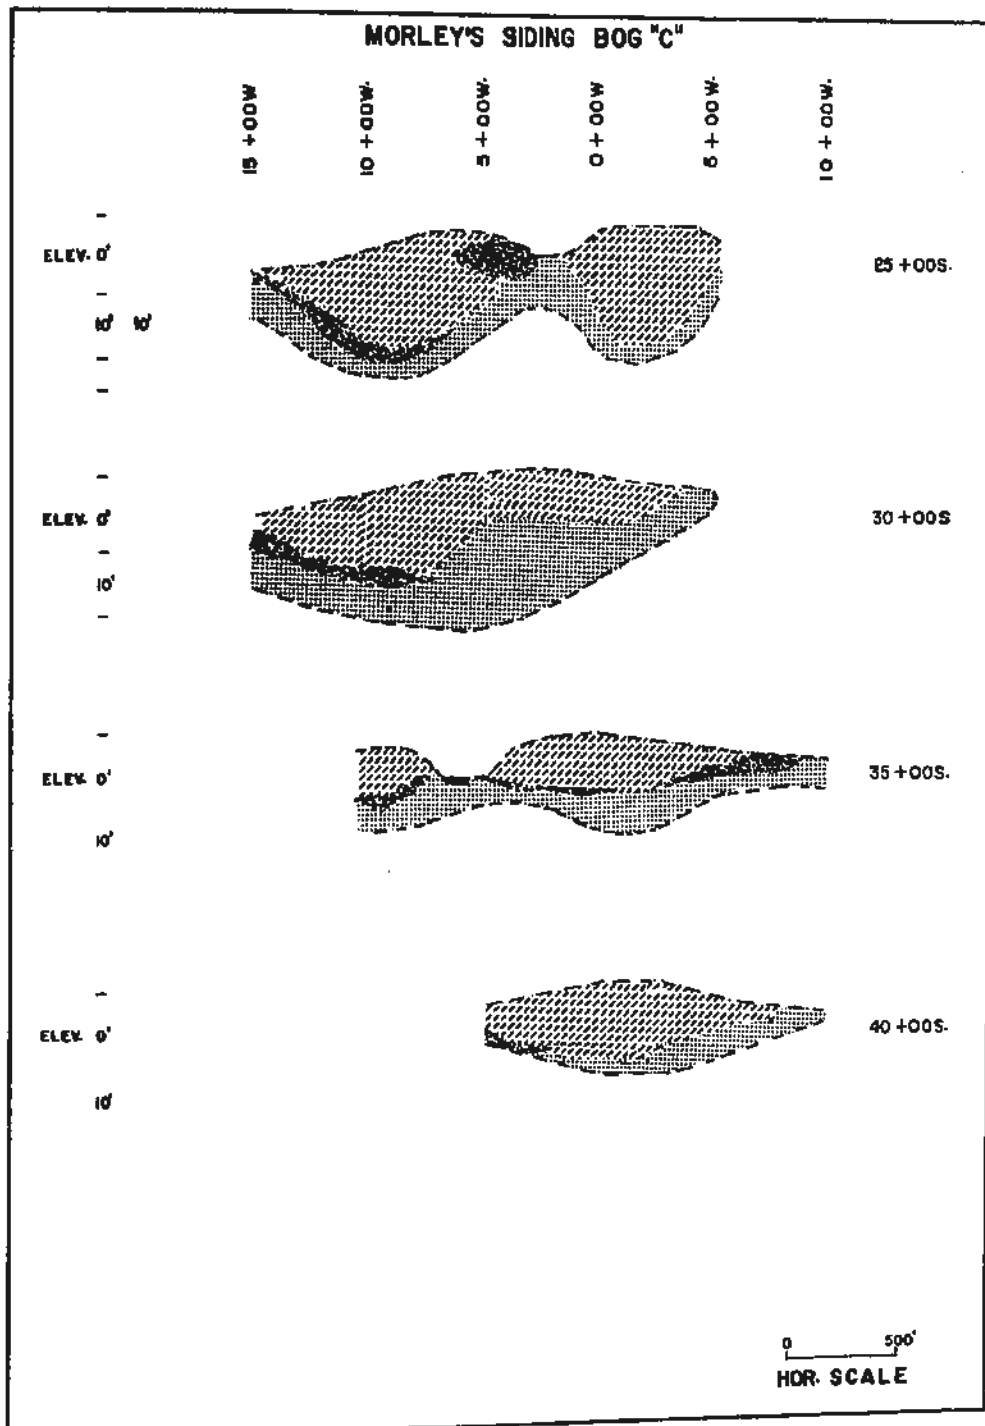 MORLEY'S SIDING BOG "C"
15 +00W
10 +00W.
5 +00W.
0 +00W
5 +00W.
10 +00W.
ELEV. 0'
25 +00S.
10' 10'
ELEV. 0'
30 +00S
10'
ELEV. 0'
35 +00S.
10'
ELEV. 0'
40 +00S.
10'
0 500'
HOR. SCALE